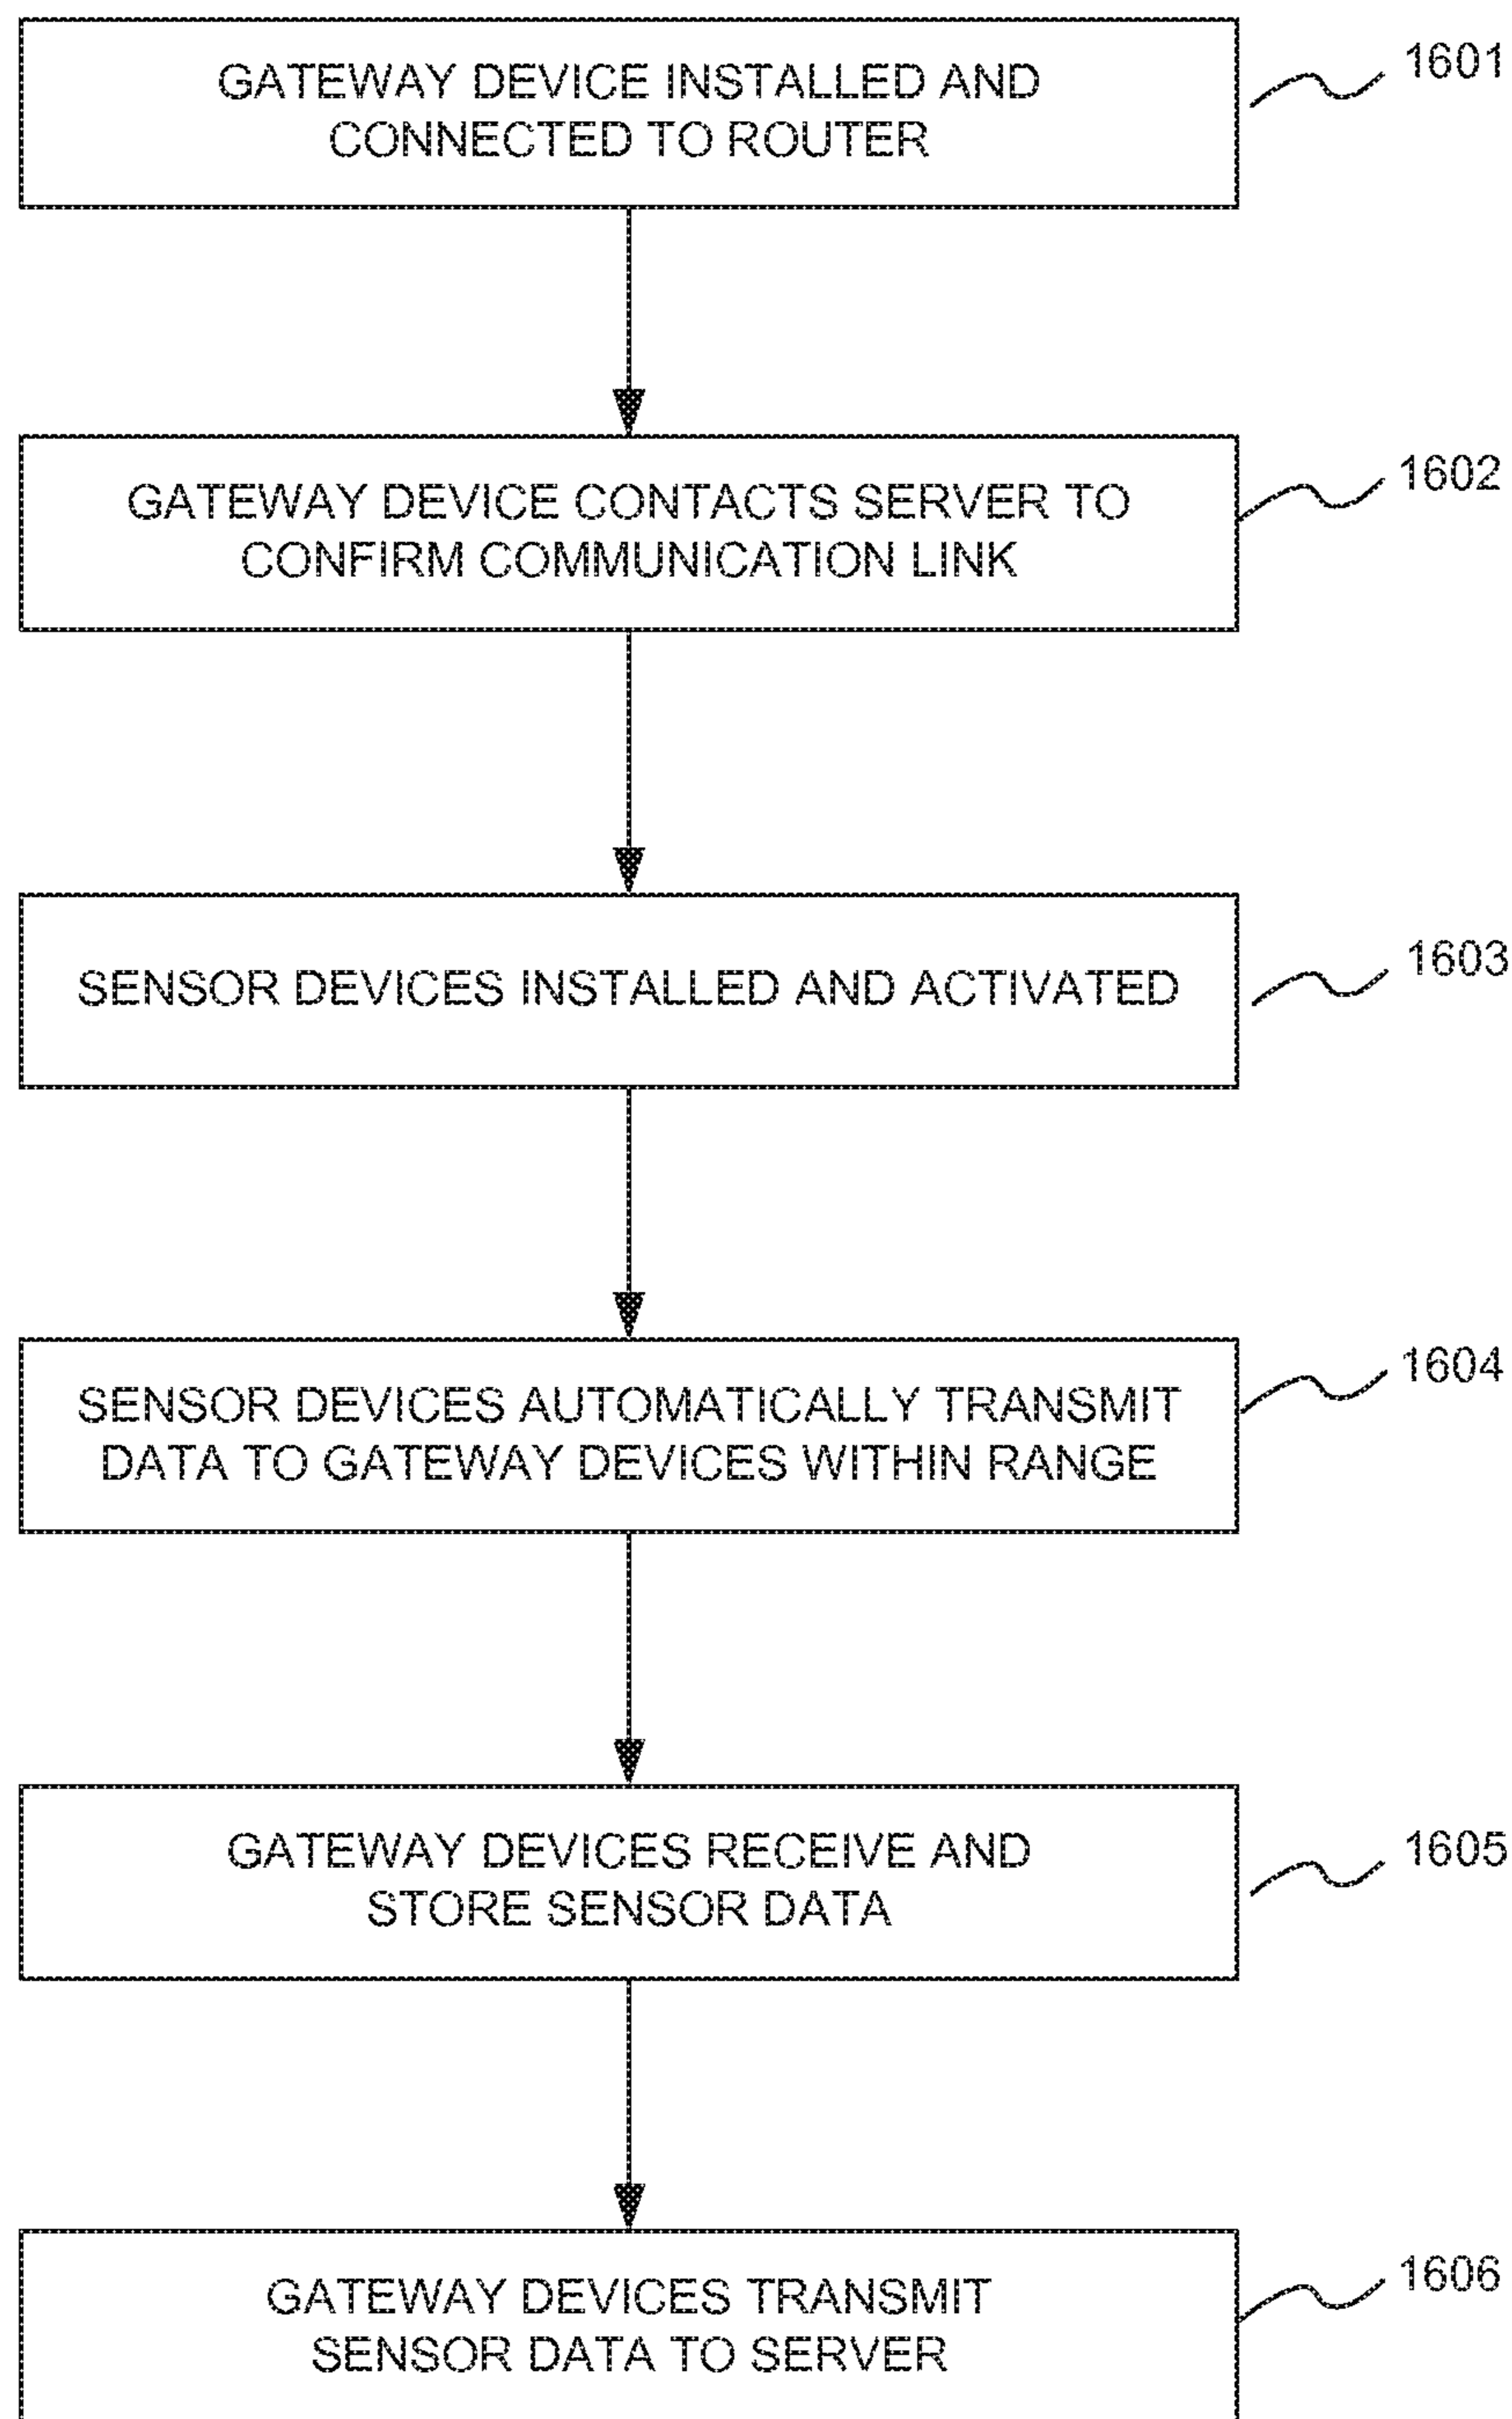 GATEWAY DEVICE INSTALLED AND
CONNECTED TO ROUTER
1601
GATEWAY DEVICE CONTACTS SERVER TO
CONFIRM COMMUNICATION LINK
1602
SENSOR DEVICES INSTALLED AND ACTIVATED
1603
SENSOR DEVICES AUTOMATICALLY TRANSMIT
DATA TO GATEWAY DEVICES WITHIN RANGE
1604
GATEWAY DEVICES RECEIVE AND
STORE SENSOR DATA
1605
GATEWAY DEVICES TRANSMIT
SENSOR DATA TO SERVER
1606